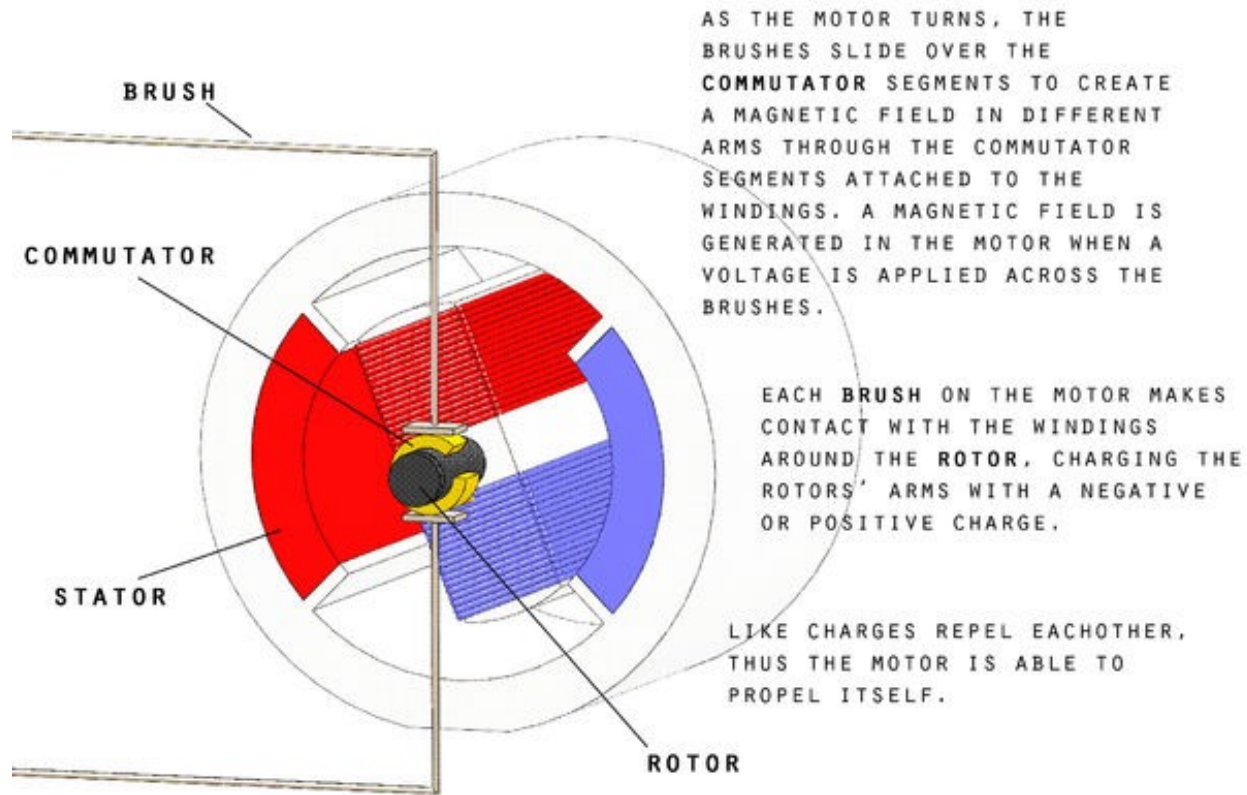 AS THE MOTOR TURNS, THE
BRUSHES SLIDE OVER THE
COMMUTATOR SEGMENTS TO CREATE
A MAGNETIC FIELD IN DIFFERENT
ARMS THROUGH THE COMMUTATOR
SEGMENTS ATTACHED TO THE
WINDINGS. A MAGNETIC FIELD IS
GENERATED IN THE MOTOR WHEN A
VOLTAGE IS APPLIED ACROSS THE
BRUSHES.
BRUSH
COMMUTATOR
EACH BRUSH ON THE MOTOR MAKES
CONTACT WITH THE WINDINGS
AROUND THE ROTOR, CHARGING THE
ROTORS' ARMS WITH A NEGATIVE
OR POSITIVE CHARGE.
STATOR
LIKE CHARGES REPEL EACHOTHER,
THUS THE MOTOR IS ABLE TO
PROPEL ITSELF.
ROTOR